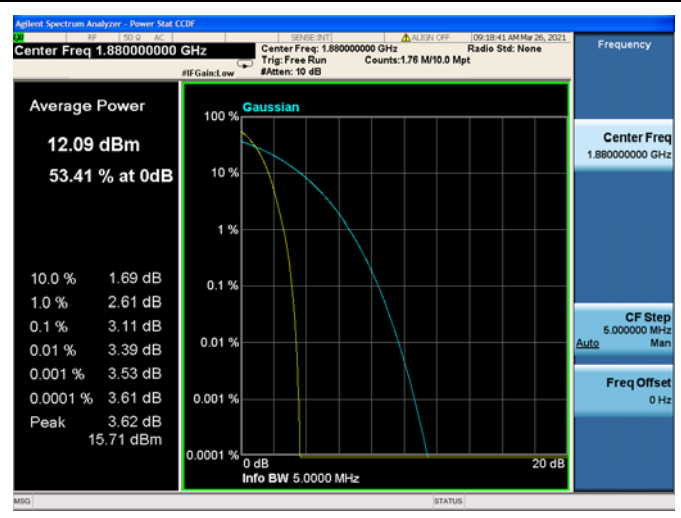 Agilent Spectrum Analyzer - Power Stat CCDF
RF 50 Ω AC SENSE:INT ALIGN OFF 09:18:41 AM Mar 26, 2021
Center Freq 1.880000000 GHz
Center Freq: 1.880000000 GHz Radio Std: None
Trig: Free Run Counts:1.76 M/10.0 Mpt
#IFGain:Low #Atten: 10 dB
Frequency
Average Power
12.09 dBm
53.41 % at 0dB
10.0 % 1.69 dB
1.0 % 2.61 dB
0.1 % 3.11 dB
0.01 % 3.39 dB
0.001 % 3.53 dB
0.0001 % 3.61 dB
Peak 3.62 dB
15.71 dBm
Gaussian
100 %
10 %
1 %
0.1 %
0.01 %
0.001 %
0.0001 %
0 dB 20 dB
Info BW 5.0000 MHz
Center Freq
1.880000000 GHz
CF Step
5.000000 MHz
Auto Man
Freq Offset
0 Hz
MSG STATUS